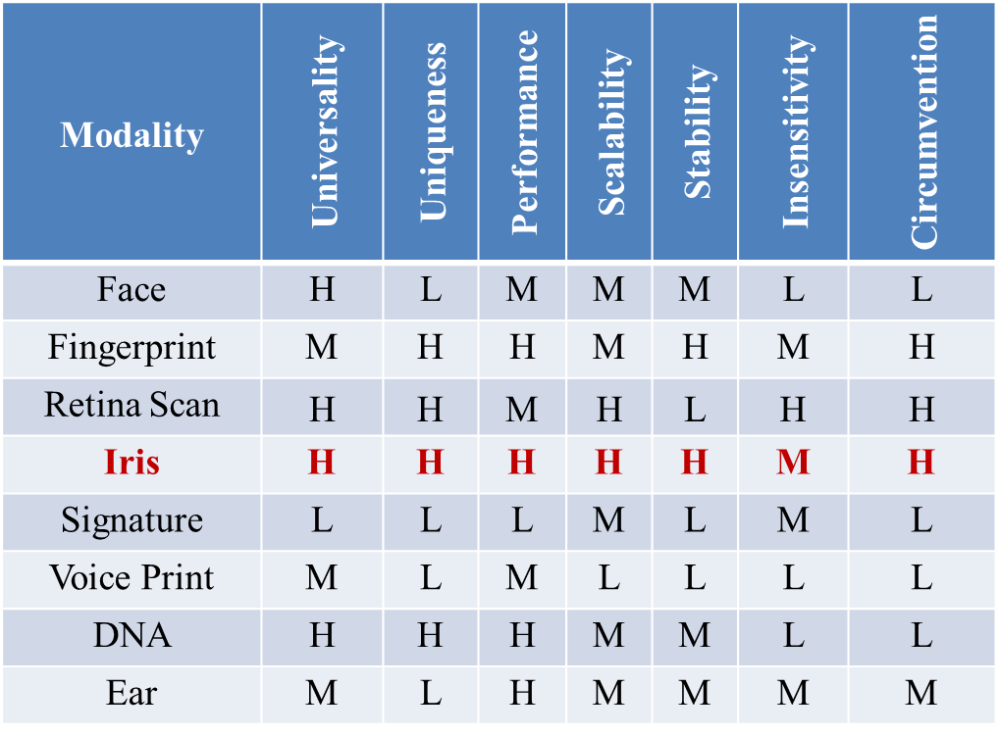 Modality Universality Uniqueness Performance Scalability Stability Insensitivity Circumvention
Face H L M M M L L
Fingerprint M H H M H M H
Retina Scan H H M H L H H
Iris H H H H H M H
Signature L L L M L M L
Voice Print M L M L L L L
DNA H H H M M L L
Ear M L H M M M M